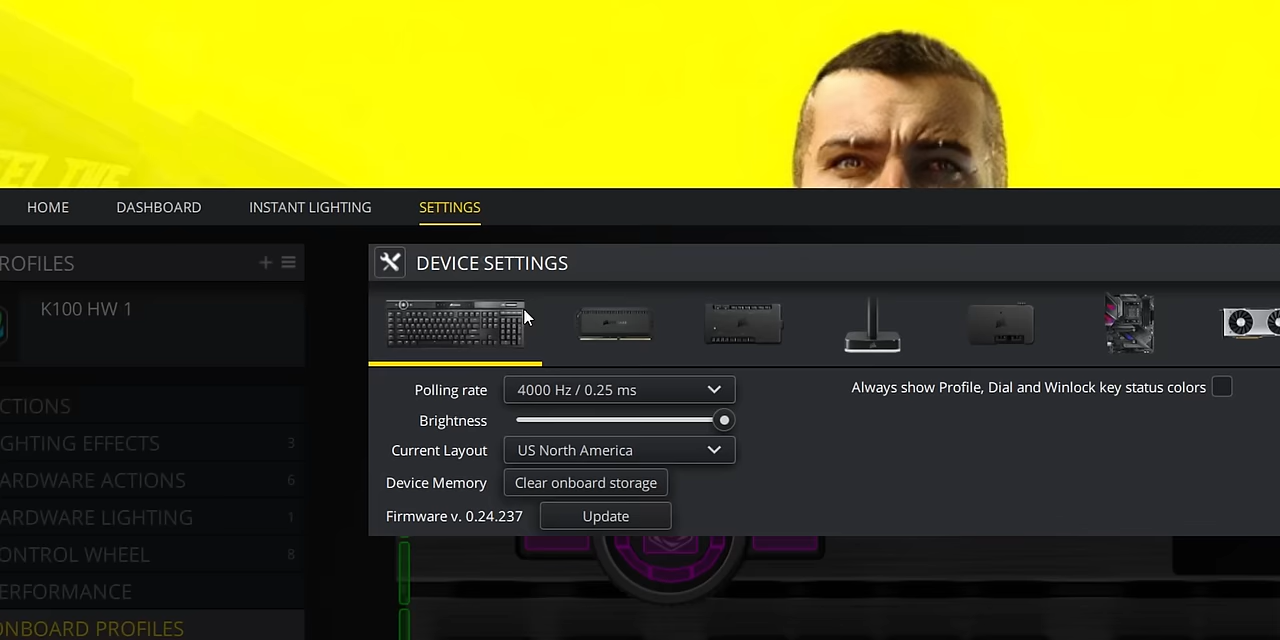 THE
HOME DASHBOARD INSTANT LIGHTING SETTINGS
ROFILES
DEVICE SETTINGS
K100 HW 1
Polling rate 4000 Hz / 0.25 ms
Always show Profile, Dial and Winlock key status colors
Brightness
Current Layout US North America
Device Memory Clear onboard storage
Firmware v. 0.24.237 Update
CTIONS
GHTING EFFECTS 3
ARDWARE ACTIONS 6
ARDWARE LIGHTING 1
ONTROL WHEEL 8
ERFORMANCE
NBOARD PROFILES